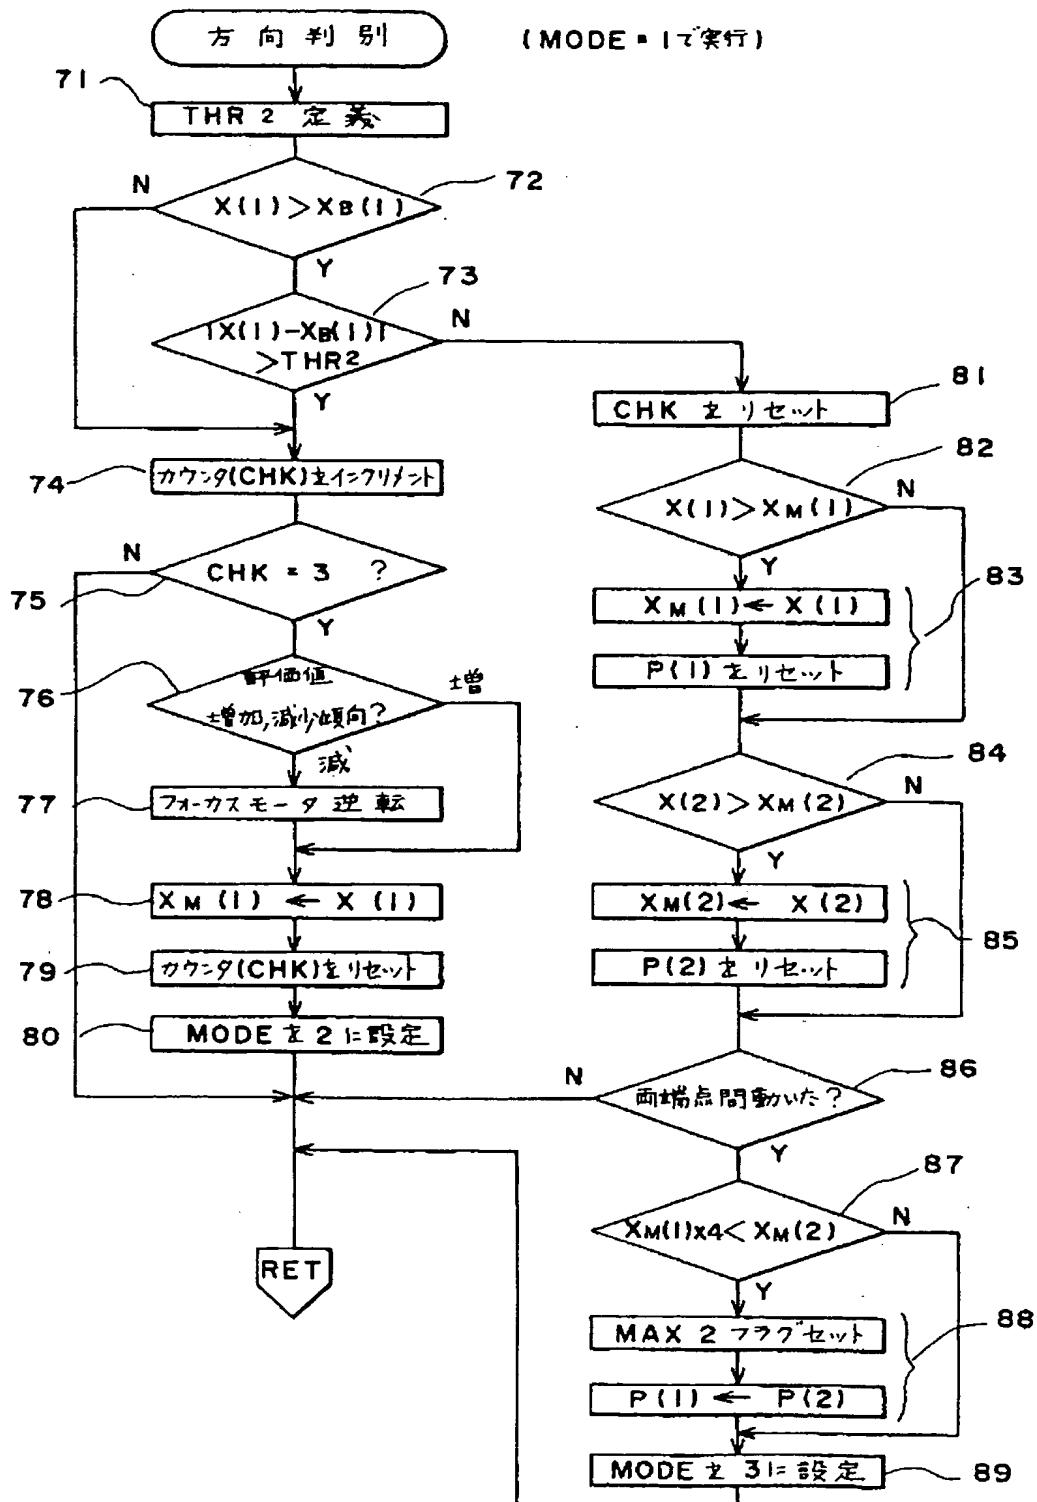 方向判別
(MODE = 1で実行)
71
THR 2 定義
72
X(1) > XB(1)
N
Y
73
|X(1) - XB(1)|
> THR2
N
Y
74
カウンタ(CHK)をインクリメント
75
CHK = 3 ?
N
Y
76
評価値
増加,減少傾向?
増
減
77
フォーカスモータ 逆転
78
XM(1) ← X(1)
79
カウンタ(CHK)をリセット
80
MODE を 2 に設定
RET
81
CHK をリセット
82
X(1) > XM(1)
N
Y
83
XM(1) ← X(1)
P(1)をリセット
84
X(2) > XM(2)
N
Y
85
XM(2) ← X(2)
P(2)をリセット
86
両端点間動いた?
N
Y
87
XM(1)x4 < XM(2)
N
Y
88
MAX 2 フラグセット
P(1) ← P(2)
MODE を 3に設定
89